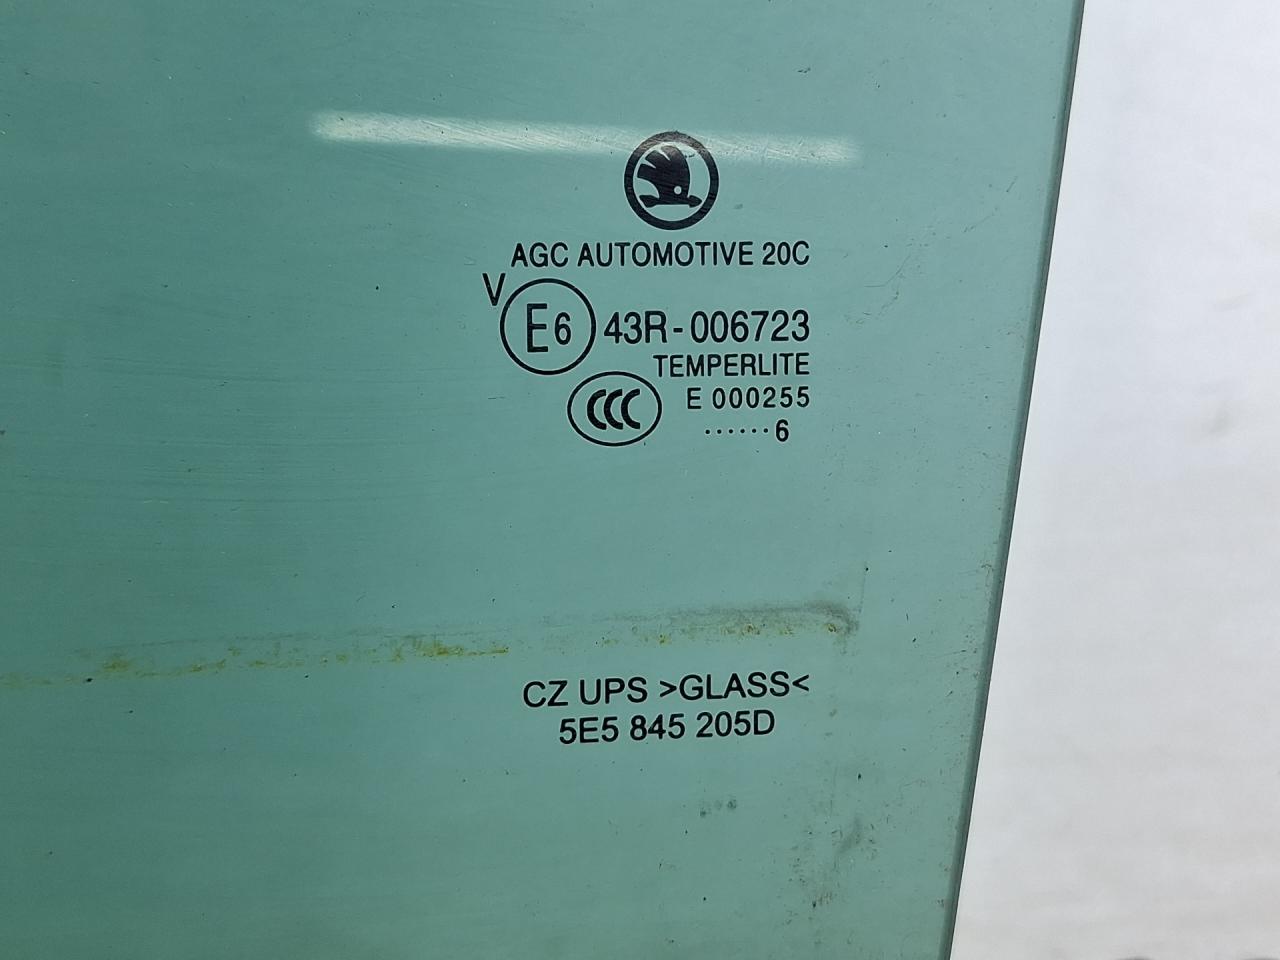 AGC AUTOMOTIVE 20C
V
E6 43R-006723
TEMPERLITE
CCC E 000255
......6
CZ UPS >GLASS<
5E5 845 205D